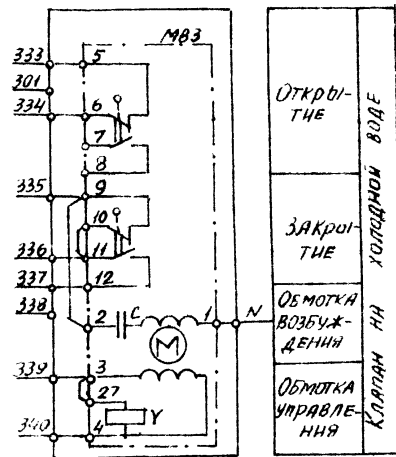 МВ3
333
5
301
334
6
7
8
335
9
10
336
11
337
12
338
2
C
1
N
М
339
3
27
Y
340
4
ОТКРЫ-
ТИЕ
ЗАКРЫ-
ТИЕ
ОБМОТКА
ВОЗБУЖ-
ДЕНИЯ
ОБМОТКА
УПРАВЛЕ-
НИЯ
КЛАПАН НА ХОЛОДНОЙ ВОДЕ